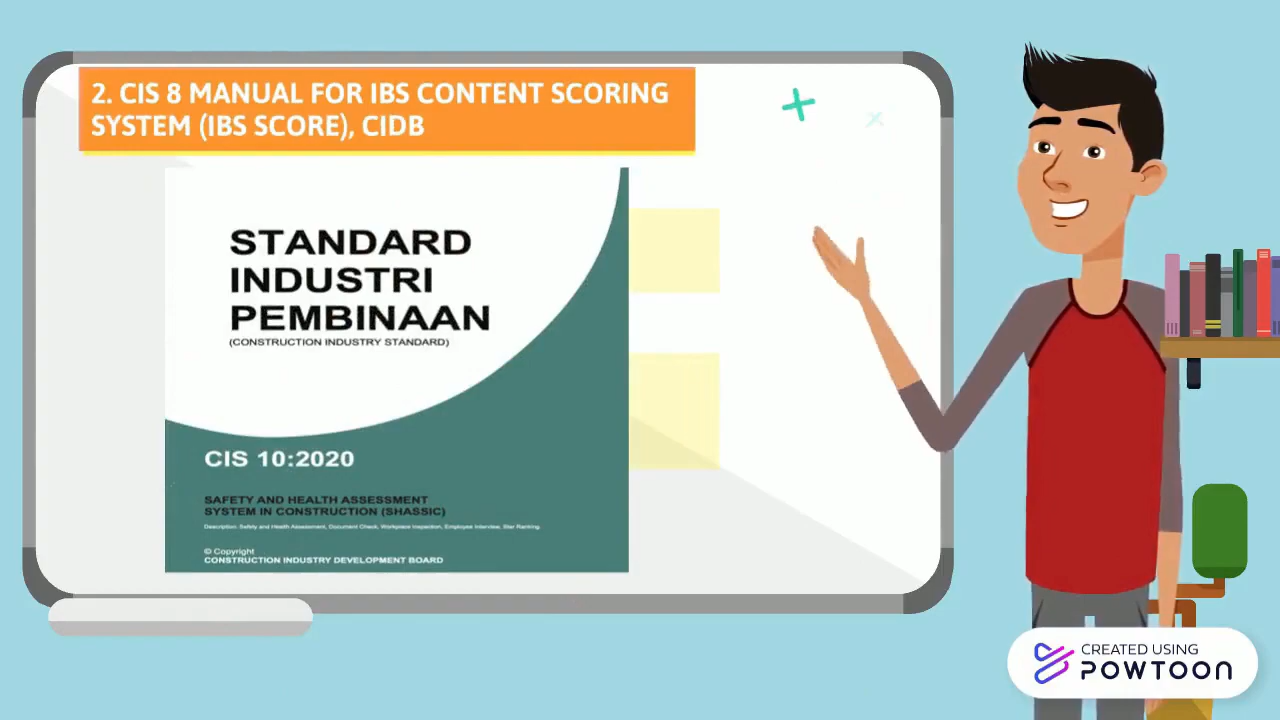 2. CIS 8 MANUAL FOR IBS CONTENT SCORING
SYSTEM (IBS SCORE), CIDB
STANDARD
INDUSTRI
PEMBINAAN
(CONSTRUCTION INDUSTRY STANDARD)
CIS 10:2020
SAFETY AND HEALTH ASSESSMENT
SYSTEM IN CONSTRUCTION (SHASSIC)
Description: Safety and Health Assessment, Document Check, Workplace Inspection, Employee Interview, Star Ranking.
© Copyright
CONSTRUCTION INDUSTRY DEVELOPMENT BOARD
CREATED USING
POWTOON